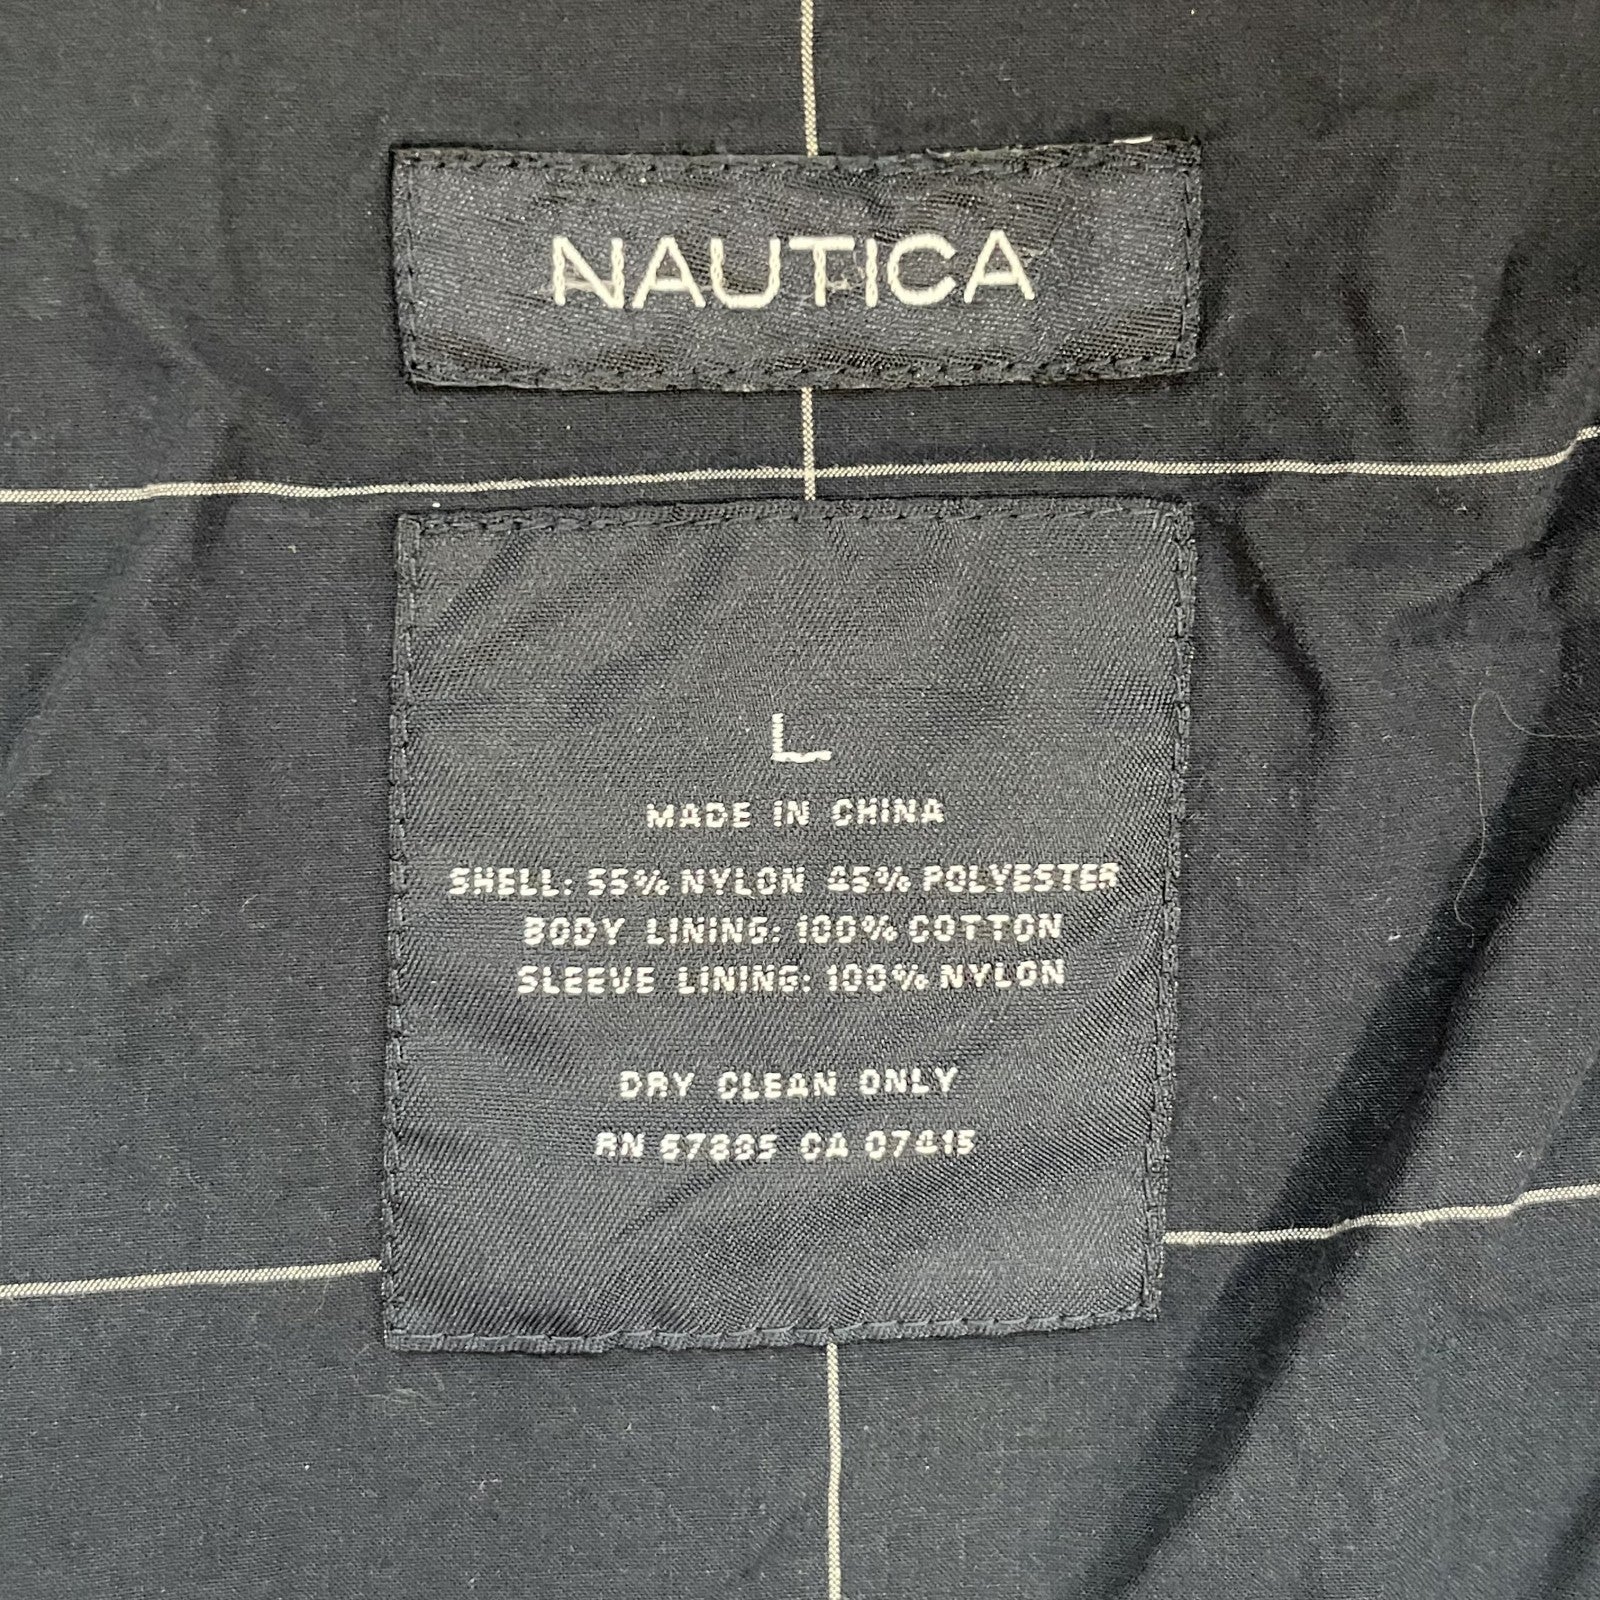 NAUTICA
L
MADE IN CHINA
SHELL: 55% NYLON 45% POLYESTER
BODY LINING: 100% COTTON
SLEEVE LINING: 100% NYLON
DRY CLEAN ONLY
RN 67835 CA 07415